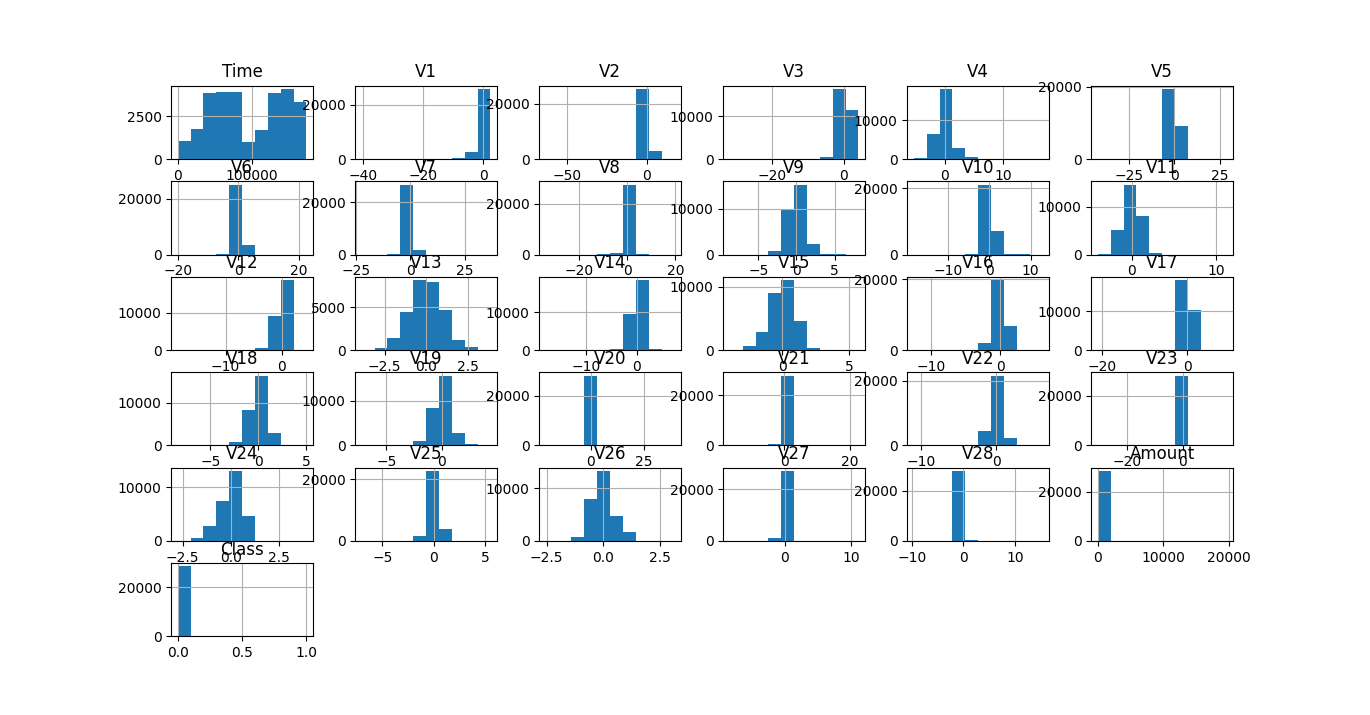 Time V1 V2 V3 V4 V5
2500 0 20000 0 20000 0 10000 0 10000 0 20000 0
0 100000 −40 −20 0 −50 0 −20 0 0 10 −25 0 25
V6 V7 V8 V9 V10 V11
20000 0 20000 0 20000 0 10000 0 20000 0 10000 0
−20 0 20 −25 0 25 −20 0 20 −5 0 5 −10 0 10 0 10
V12 V13 V14 V15 V16 V17
10000 0 5000 0 10000 0 10000 0 20000 0 10000 0
−10 0 −2.5 0.0 2.5 −10 0 0 5 −10 0 −20 0
V18 V19 V20 V21 V22 V23
10000 0 10000 0 20000 0 20000 0 20000 0 20000 0
−5 0 5 −5 0 0 25 0 20 −10 0 −20 0
V24 V25 V26 V27 V28 Amount
10000 0 20000 0 10000 0 20000 0 20000 0 20000 0
−2.5 0.0 2.5 −5 0 5 −2.5 0.0 2.5 0 10 −10 0 10 0 10000 20000
Class
20000
0
0.0 0.5 1.0